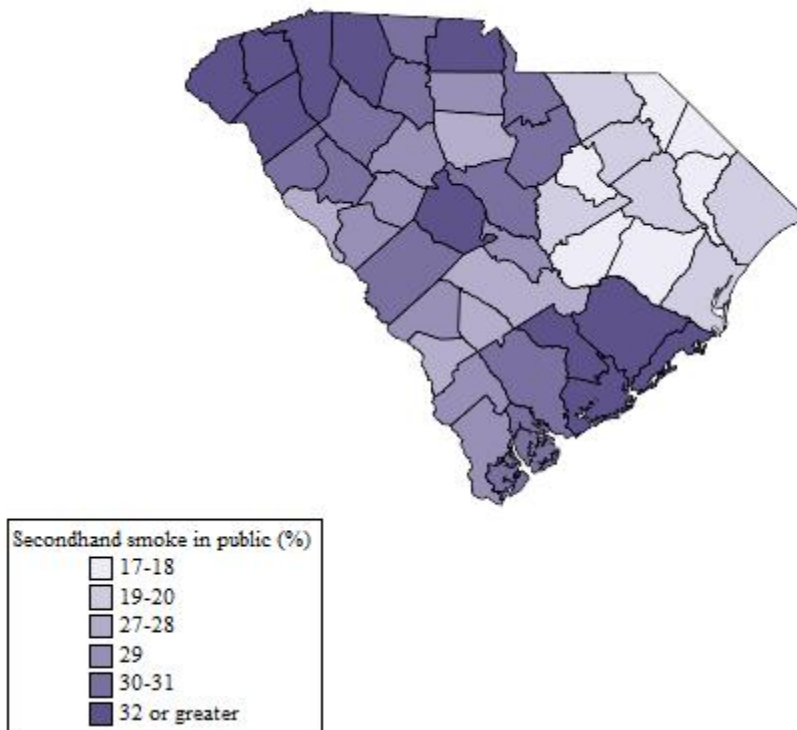 Secondhand smoke in public (%)
17-18
19-20
27-28
29
30-31
32 or greater